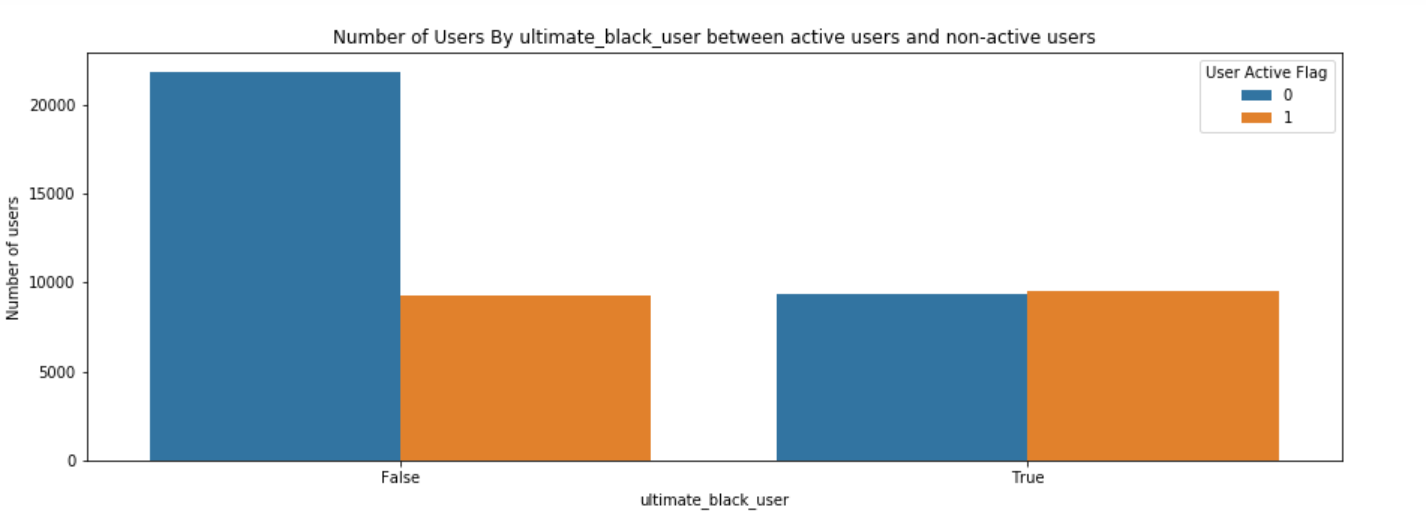 Number of Users By ultimate_black_user between active users and non-active users
User Active Flag
0
1
20000
15000
10000
5000
0
Number of users
False
True
ultimate_black_user